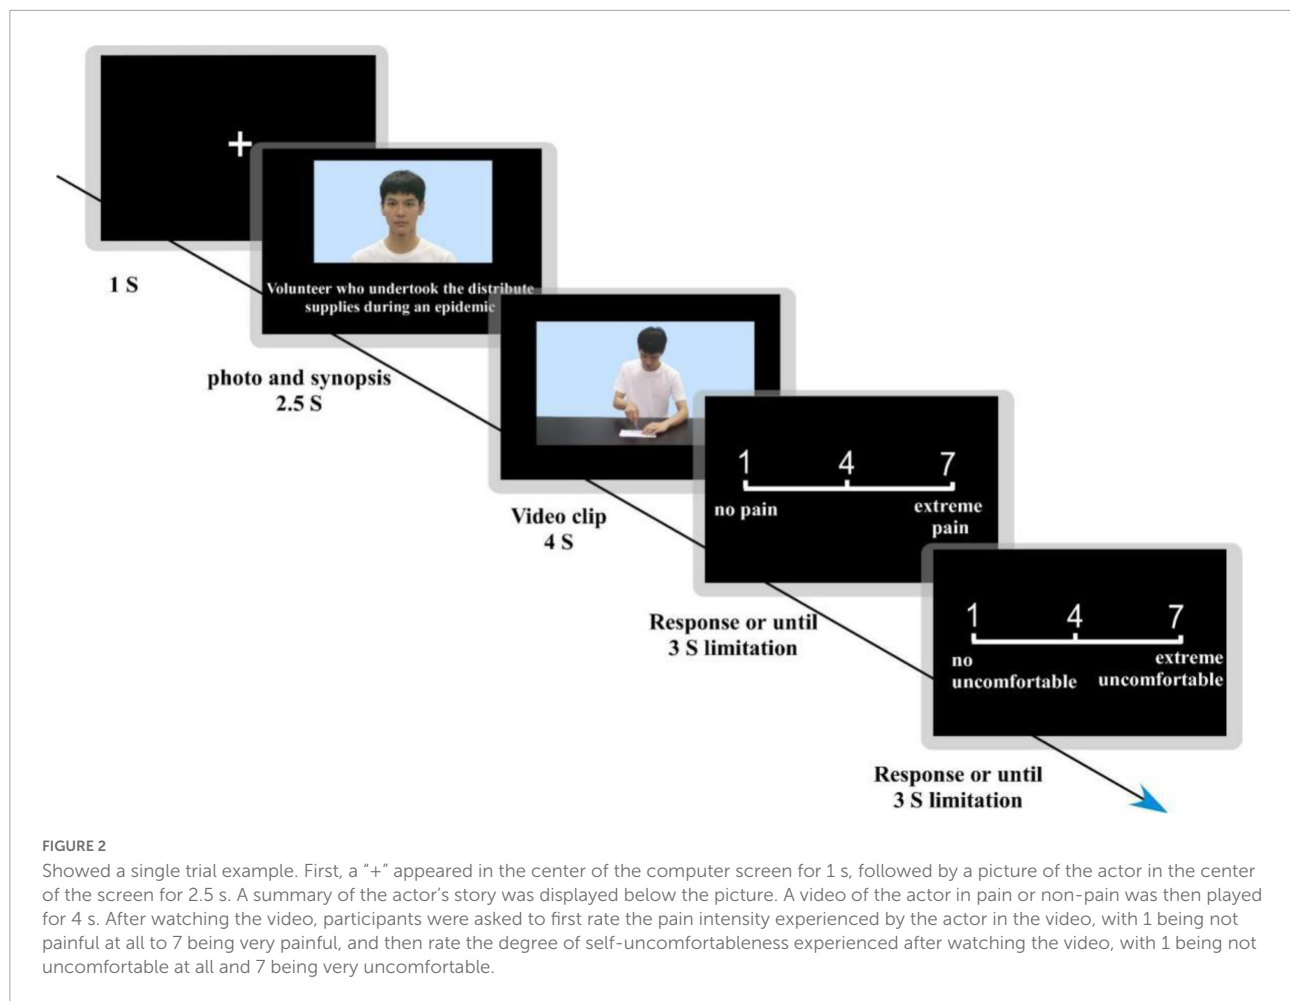 +
1 S
Volunteer who undertook the distribute
supplies during an epidemic
photo and synopsis
2.5 S
Video clip
4 S
1 4 7
no pain
extreme
pain
Response or until
3 S limitation
1 4 7
no
uncomfortable
extreme
uncomfortable
Response or until
3 S limitation
FIGURE 2
Showed a single trial example. First, a “+” appeared in the center of the computer screen for 1 s, followed by a picture of the actor in the center
of the screen for 2.5 s. A summary of the actor’s story was displayed below the picture. A video of the actor in pain or non-pain was then played
for 4 s. After watching the video, participants were asked to first rate the pain intensity experienced by the actor in the video, with 1 being not
painful at all to 7 being very painful, and then rate the degree of self-uncomfortableness experienced after watching the video, with 1 being not
uncomfortable at all and 7 being very uncomfortable.